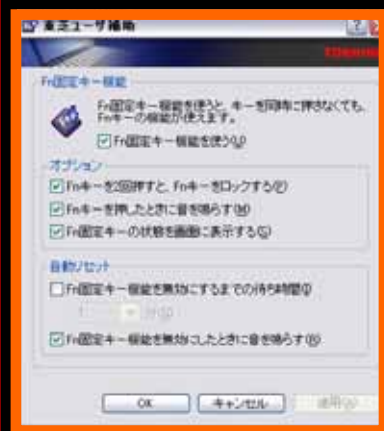 東芝ユーザ補助
TOSHIBA
Fn固定キー機能
Fn固定キー機能を使うと、キーを同時に押さなくても、
Fnキーの機能が使えます。
Fn固定キー機能を使う(U)
オプション
Fnキーを2回押すと、Fnキーをロックする(P)
Fnキーを押したときに音を鳴らす(M)
Fn固定キーの状態を画面に表示する(S)
自動リセット
Fn固定キー機能を無効にするまでの待ち時間(I)
Fn固定キー機能を無効にしたときに音を鳴らす(R)
OK
キャンセル
適用(A)